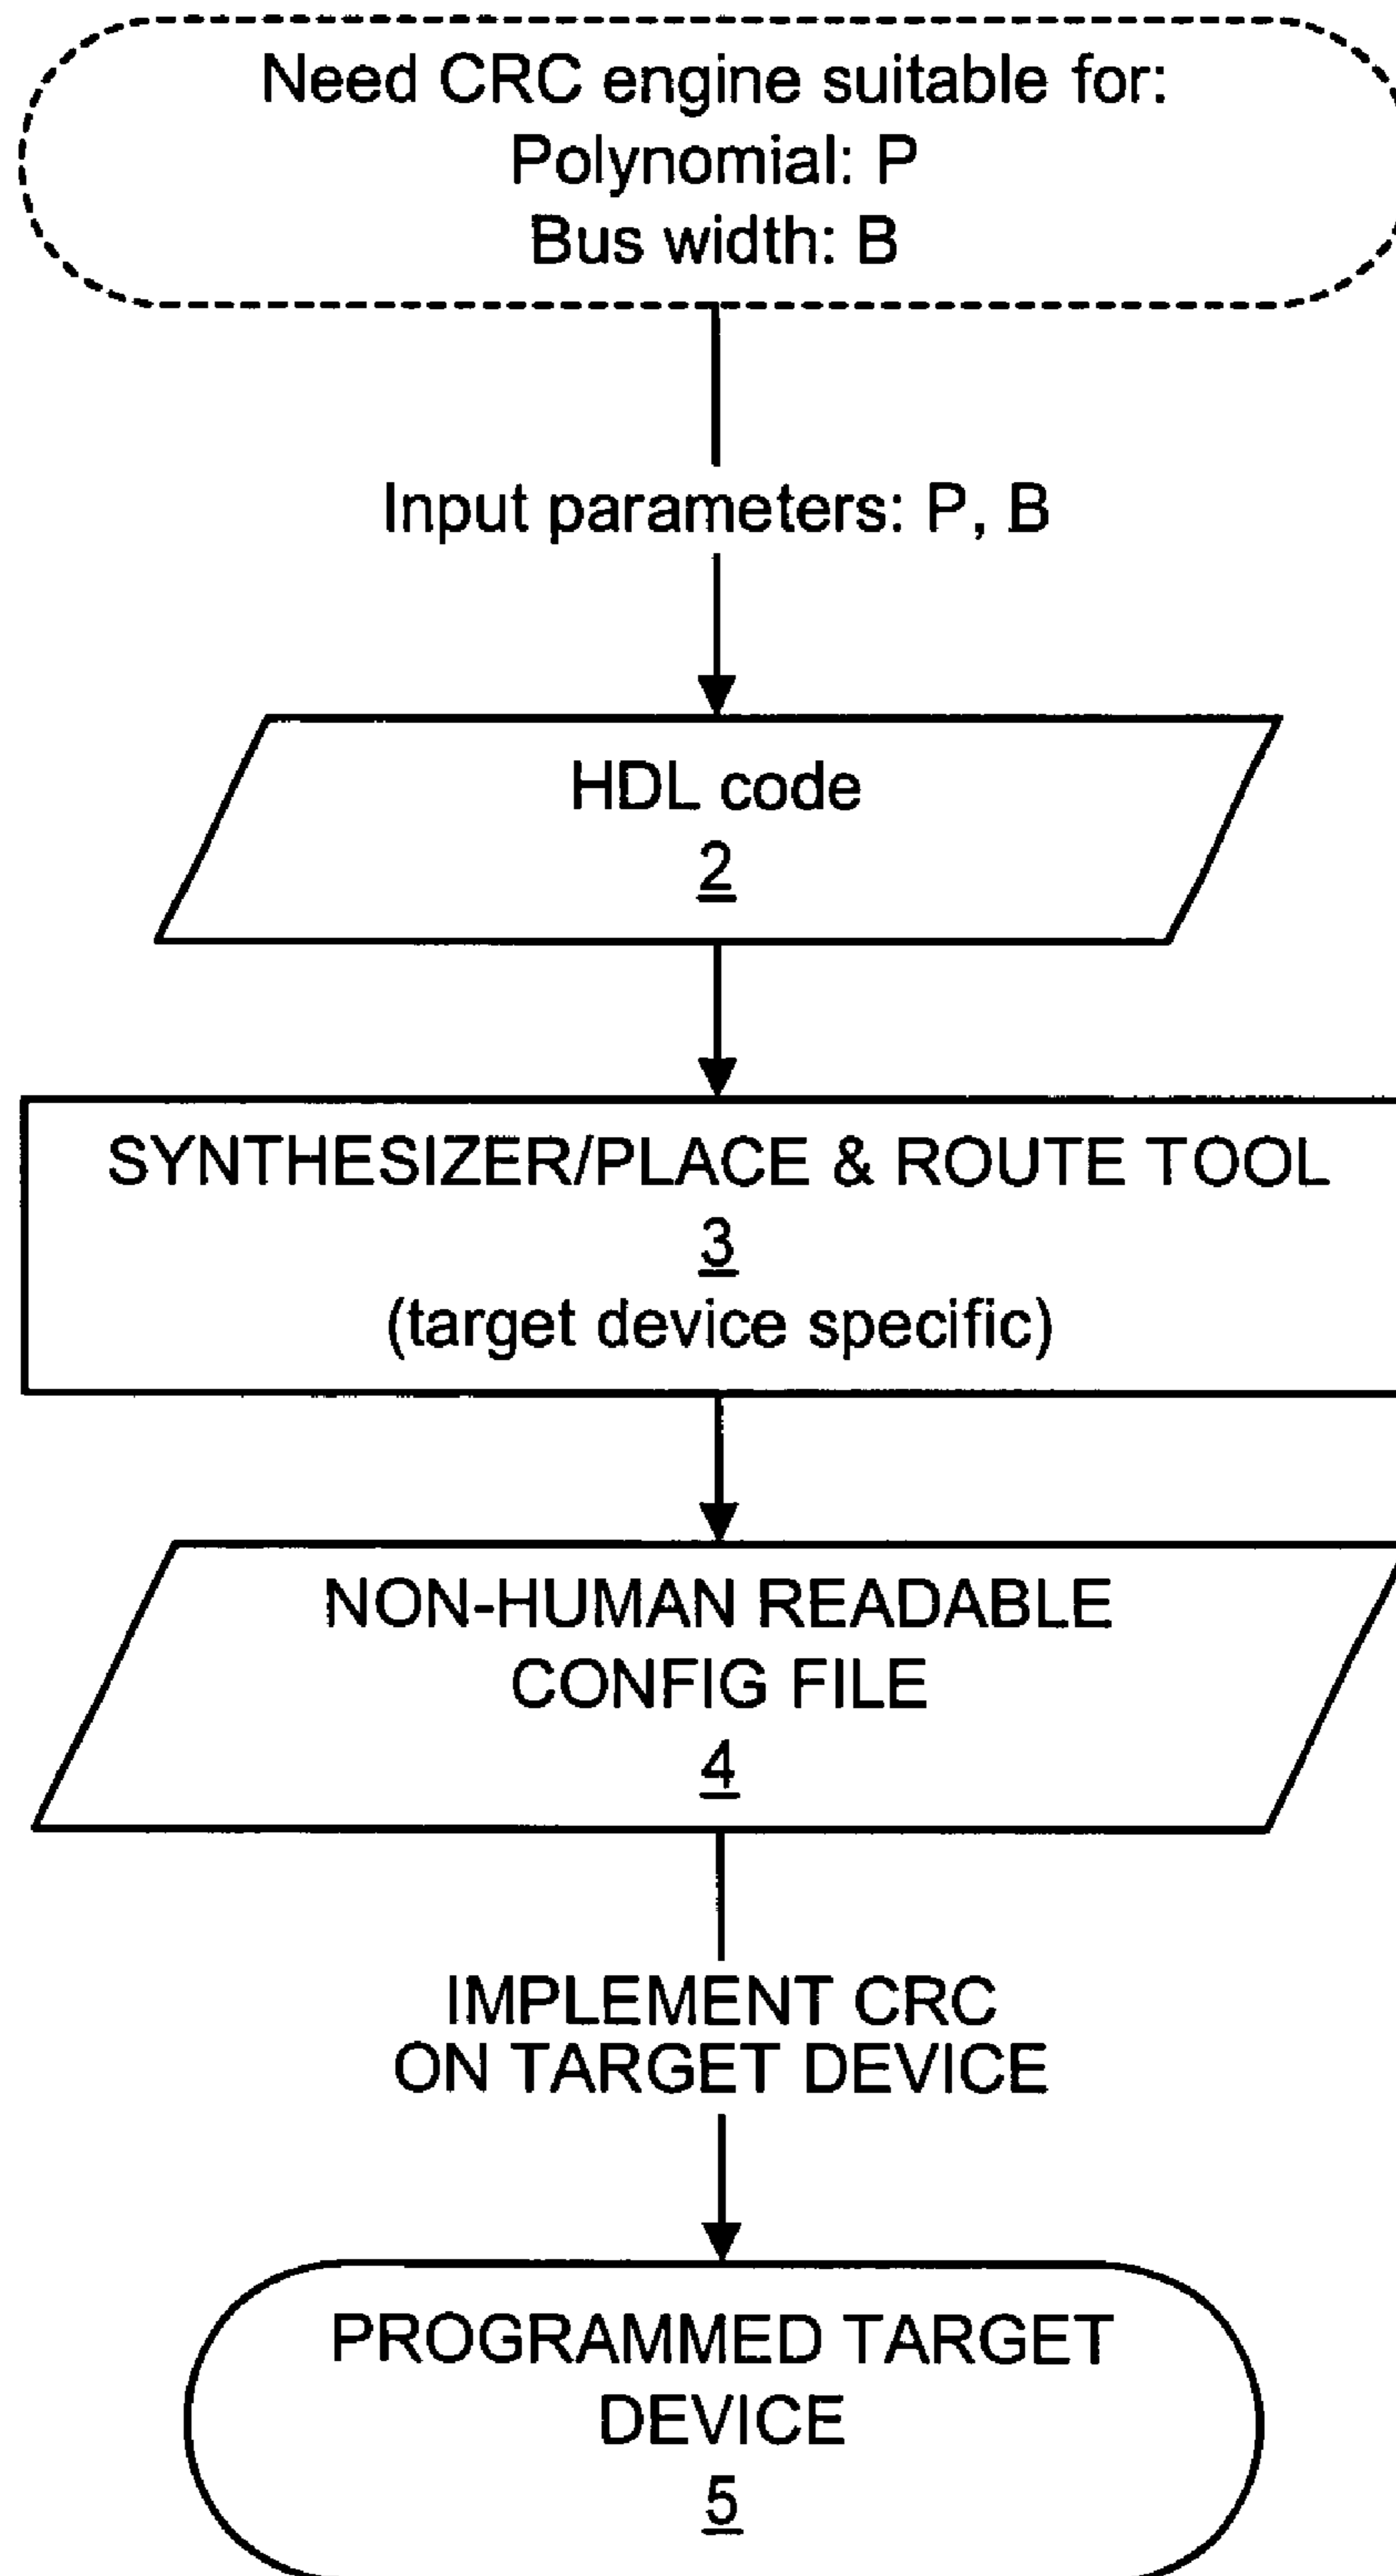 Need CRC engine suitable for:
Polynomial: P
Bus width: B
Input parameters: P, B
HDL code
2
SYNTHESIZER/PLACE & ROUTE TOOL
3
(target device specific)
NON-HUMAN READABLE
CONFIG FILE
4
IMPLEMENT CRC
ON TARGET DEVICE
PROGRAMMED TARGET
DEVICE
5